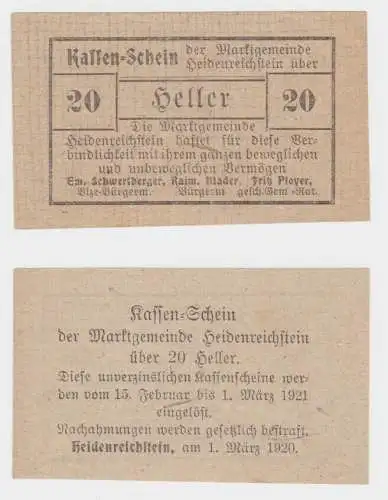 Kassen-Schein der Marktgemeinde Heidenreichstein über
20 Heller 20
Die Marktgemeinde
Heidenreichstein haftet für diese Ver-
bindlichkeit mit ihrem ganzen beweglichen
und unbeweglichen Vermögen
Em. Schwertberger, Raim. Mader, Fritz Ployer,
Vize-Bürgerm. Bürgerm gesch. Gem.-Rat.
Kassen-Schein
der Marktgemeinde Heidenreichstein
über 20 Heller.
Diese unverzinslichen Kassenscheine wer-
den vom 15. Februar bis 1. März 1921
eingelöst.
Nachahmungen werden gesetzlich bestraft.
Heidenreichstein, am 1. März 1920.